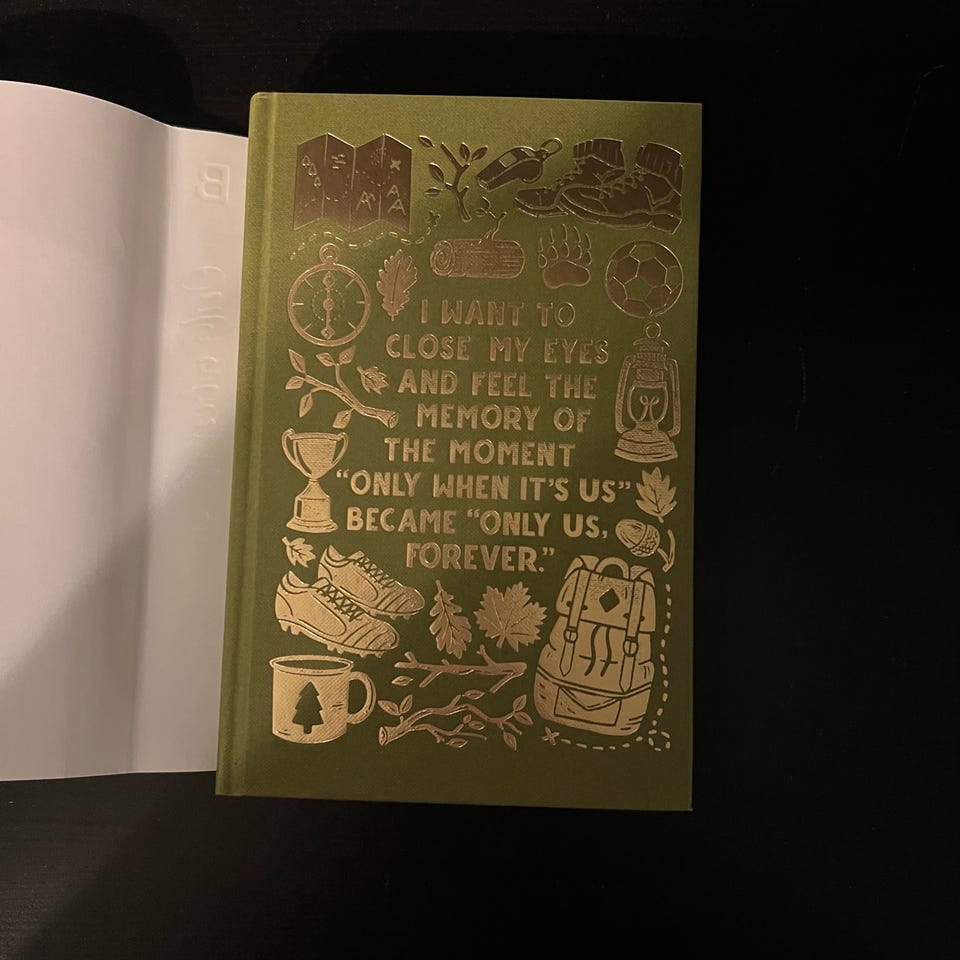 I WANT TO
CLOSE MY EYES
AND FEEL THE
MEMORY OF
THE MOMENT
“ONLY WHEN IT’S US”
BECAME “ONLY US,
FOREVER.”